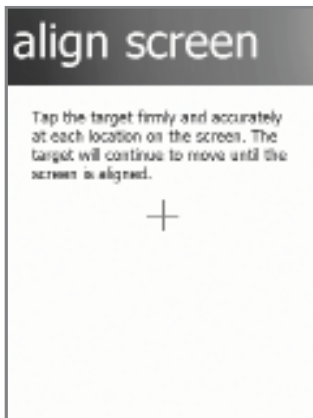 align screen
Tap the target firmly and accurately
at each location on the screen. The
target will continue to move until the
screen is aligned.